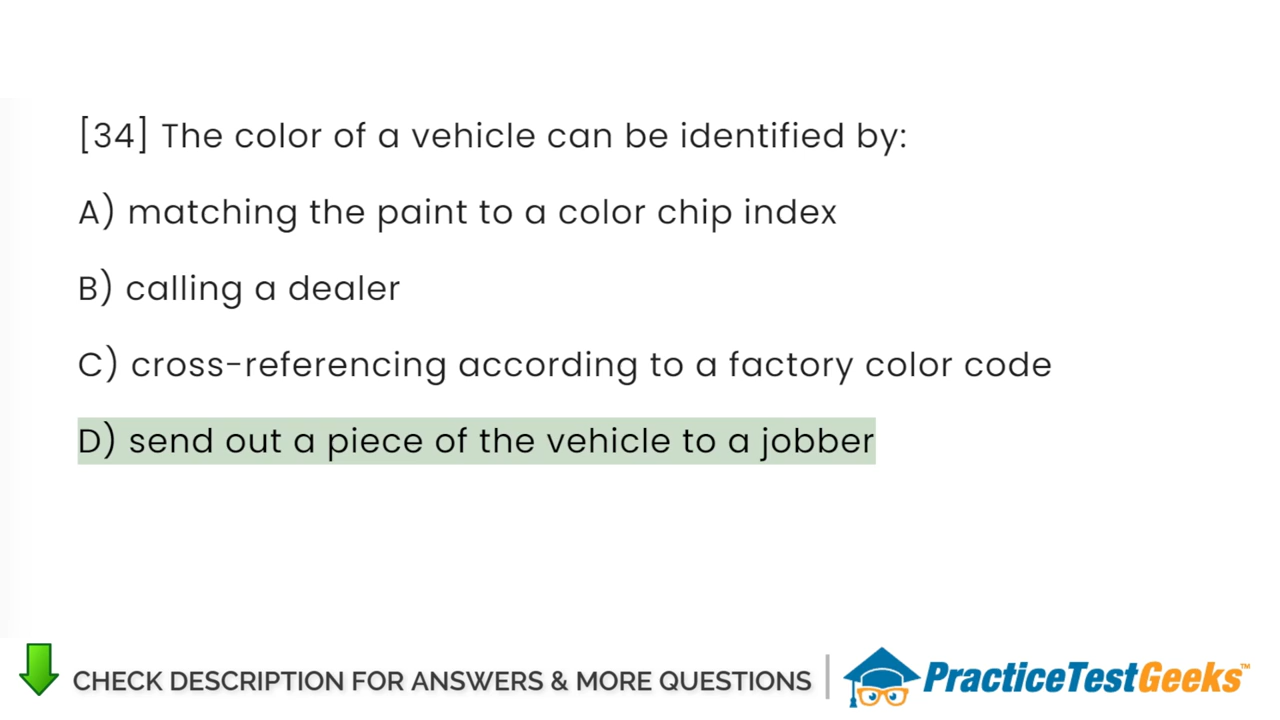 [34] The color of a vehicle can be identified by:
A) matching the paint to a color chip index
B) calling a dealer
C) cross-referencing according to a factory color code
D) send out a piece of the vehicle to a jobber
CHECK DESCRIPTION FOR ANSWERS & MORE QUESTIONS
PracticeTestGeeks™